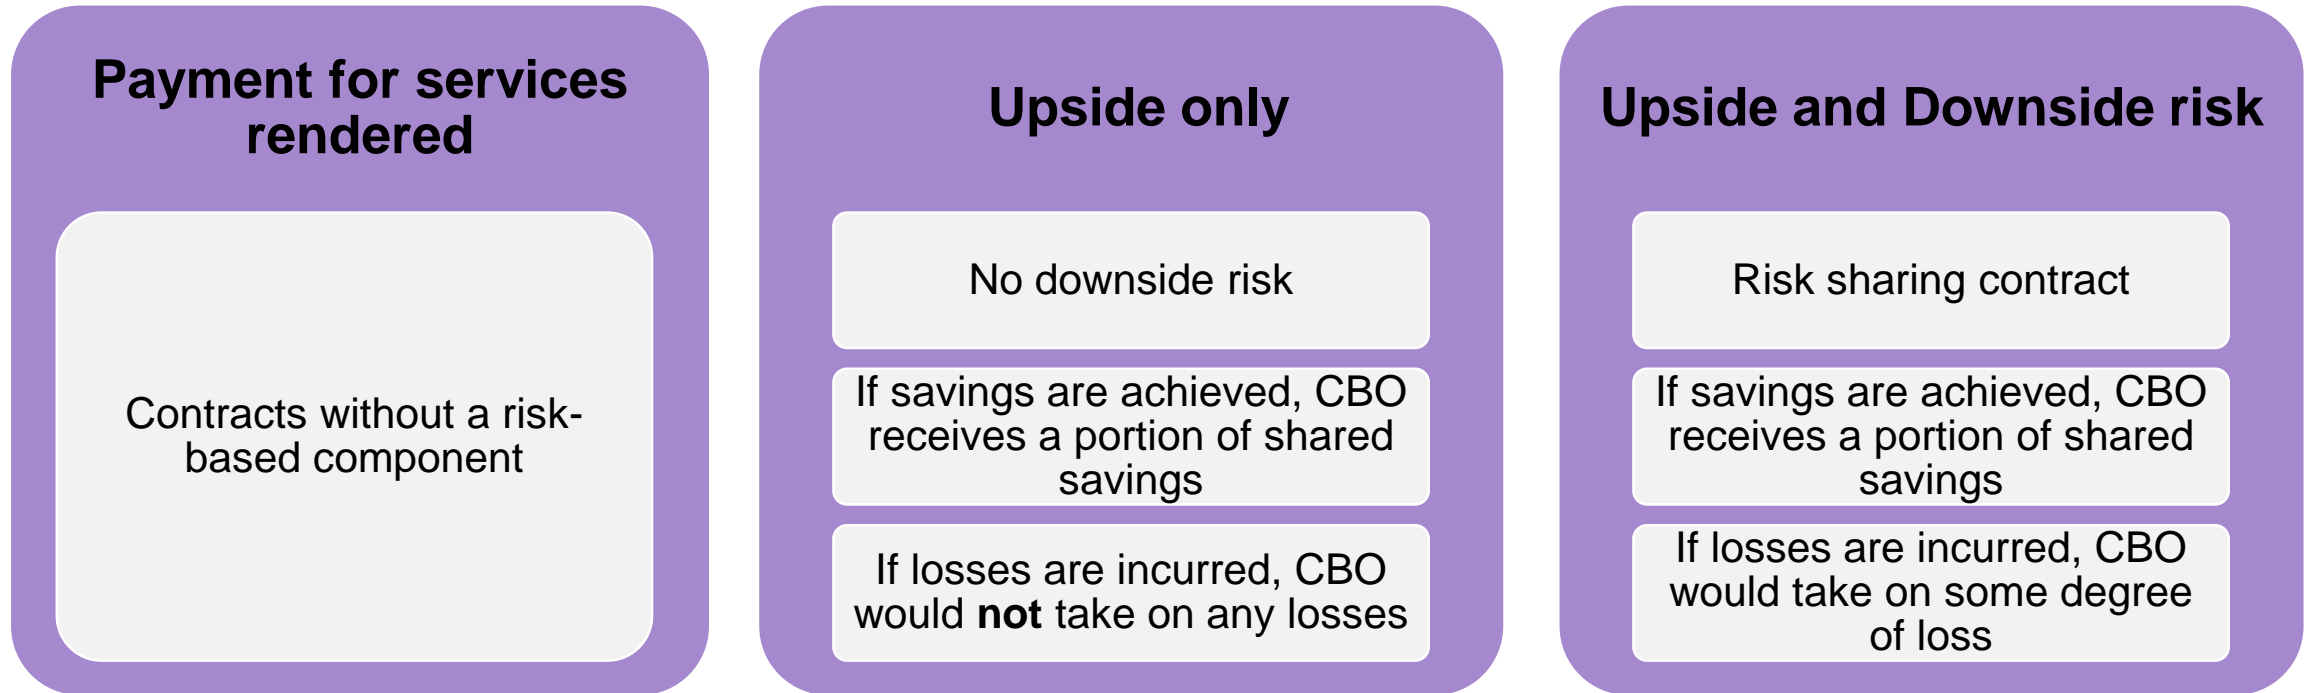 Payment for services
rendered
Contracts without a risk-
based component
Upside only
No downside risk
If savings are achieved, CBO
receives a portion of shared
savings
If losses are incurred, CBO
would not take on any losses
Upside and Downside risk
Risk sharing contract
If savings are achieved, CBO
receives a portion of shared
savings
If losses are incurred, CBO
would take on some degree
of loss